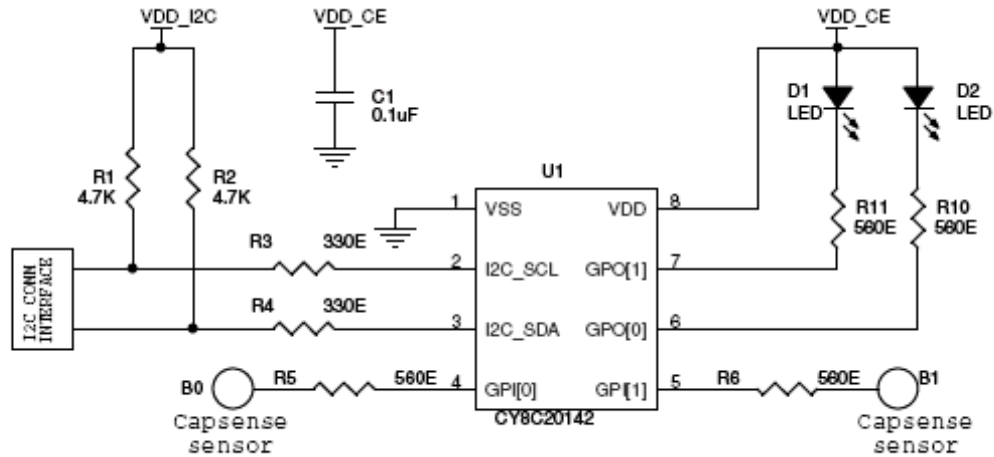 VDD_I2C
VDD_CE
VDD_CE
C1
0.1uF
D1
LED
D2
LED
R1
4.7K
R2
4.7K
U1
1
VSS
VDD
8
R11
560E
R10
560E
R3
330E
2
I2C_SCL
GPO[1]
7
I2C COMM
INTERFACE
R4
330E
3
I2C_SDA
GPO[0]
6
B0
R5
560E
4
GPI[0]
GPI[1]
5
R6
560E
B1
CY8C20142
Capsense
sensor
Capsense
sensor